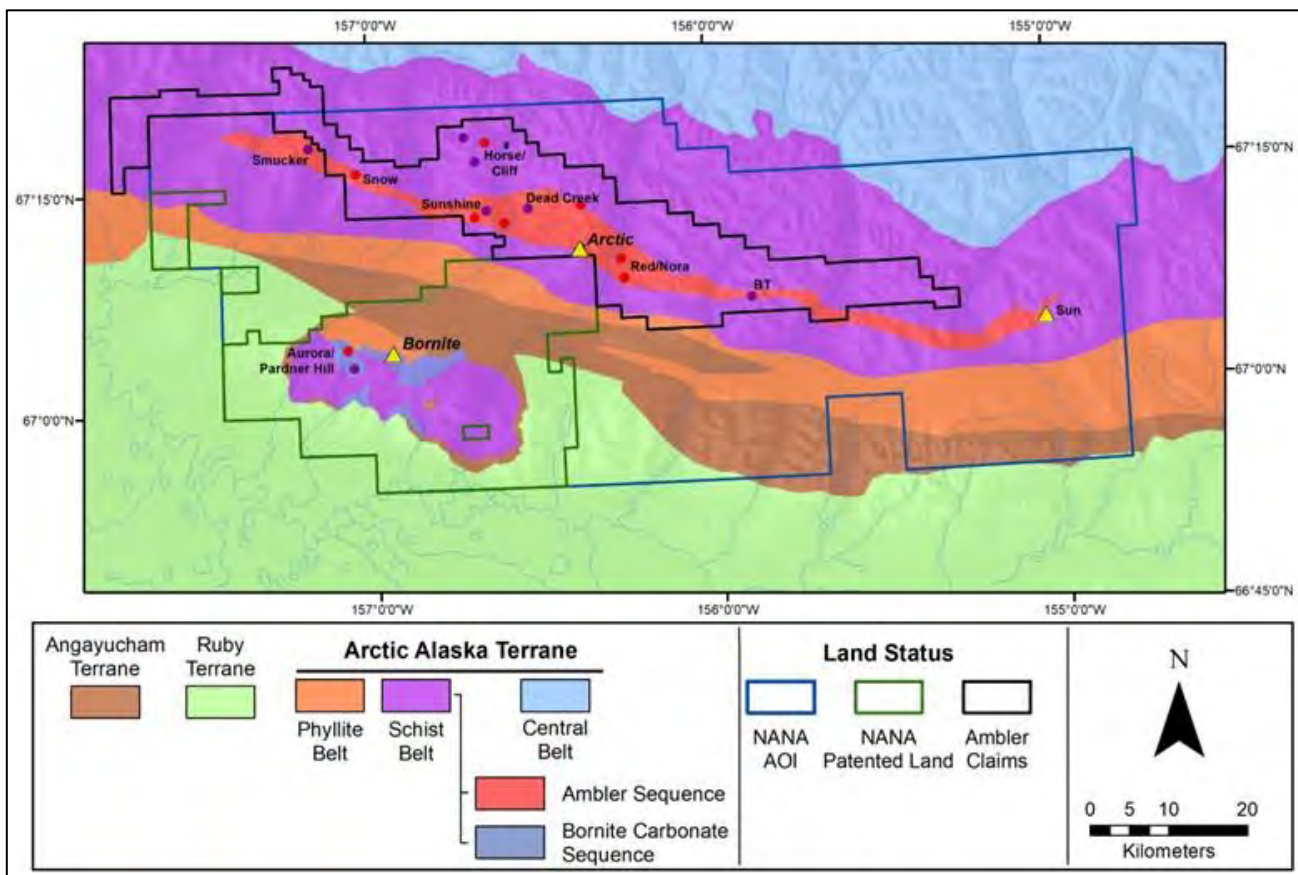 157°0'0"W
156°0'0"W
155°0'0"W
67°15'0"N
67°15'0"N
Smucker
Snow
Horse/
Cliff
Sunshine
Dead Creek
Arctic
Red/Nora
BT
Sun
Aurora/
Pardner Hill
Bornite
67°0'0"N
67°0'0"N
66°45'0"N
157°0'0"W
156°0'0"W
155°0'0"W
Angayucham
Terrane
Ruby
Terrane
Arctic Alaska Terrane
Phyllite
Belt
Schist
Belt
Central
Belt
Ambler Sequence
Bornite Carbonate
Sequence
Land Status
NANA
AOI
NANA
Patented Land
Ambler
Claims
N
0 5 10 20
Kilometers